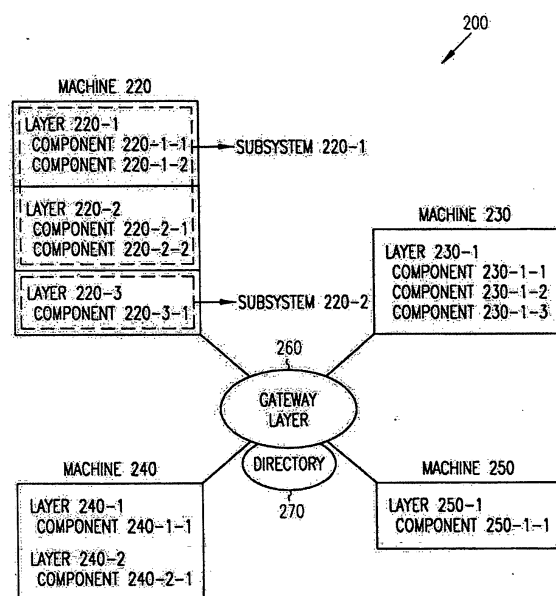 200
MACHINE 220
LAYER 220-1
COMPONENT 220-1-1
COMPONENT 220-1-2
SUBSYSTEM 220-1
LAYER 220-2
COMPONENT 220-2-1
COMPONENT 220-2-2
LAYER 220-3
COMPONENT 220-3-1
SUBSYSTEM 220-2
MACHINE 230
LAYER 230-1
COMPONENT 230-1-1
COMPONENT 230-1-2
COMPONENT 230-1-3
260
GATEWAY
LAYER
DIRECTORY
270
MACHINE 240
LAYER 240-1
COMPONENT 240-1-1
LAYER 240-2
COMPONENT 240-2-1
MACHINE 250
LAYER 250-1
COMPONENT 250-1-1